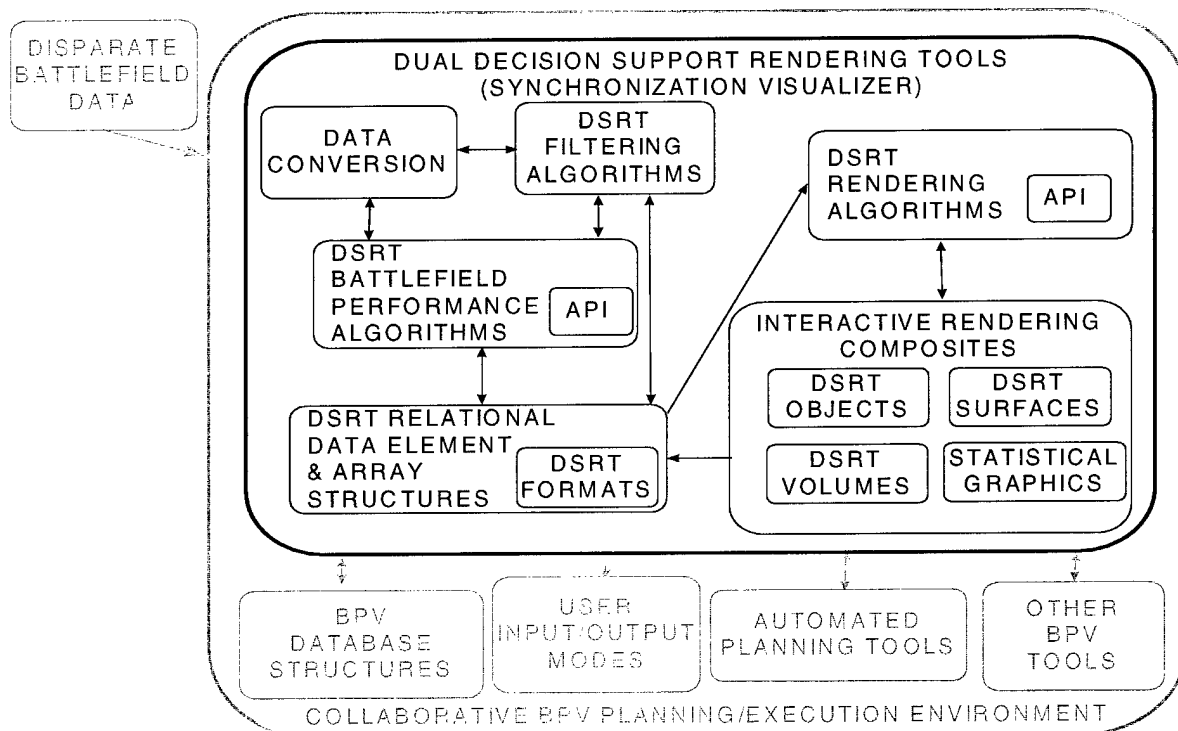 DISPARATE
BATTLEFIELD
DATA
DUAL DECISION SUPPORT RENDERING TOOLS
(SYNCHRONIZATION VISUALIZER)
DATA
CONVERSION
DSRT
FILTERING
ALGORITHMS
DSRT
RENDERING
ALGORITHMS
API
DSRT
BATTLEFIELD
PERFORMANCE
ALGORITHMS
API
INTERACTIVE RENDERING
COMPOSITES
DSRT
OBJECTS
DSRT
SURFACES
DSRT
VOLUMES
STATISTICAL
GRAPHICS
DSRT RELATIONAL
DATA ELEMENT
& ARRAY
STRUCTURES
DSRT
FORMATS
BPV
DATABASE
STRUCTURES
USER
INPUT/OUTPUT
MODES
AUTOMATED
PLANNING TOOLS
OTHER
BPV
TOOLS
COLLABORATIVE BPV PLANNING/EXECUTION ENVIRONMENT